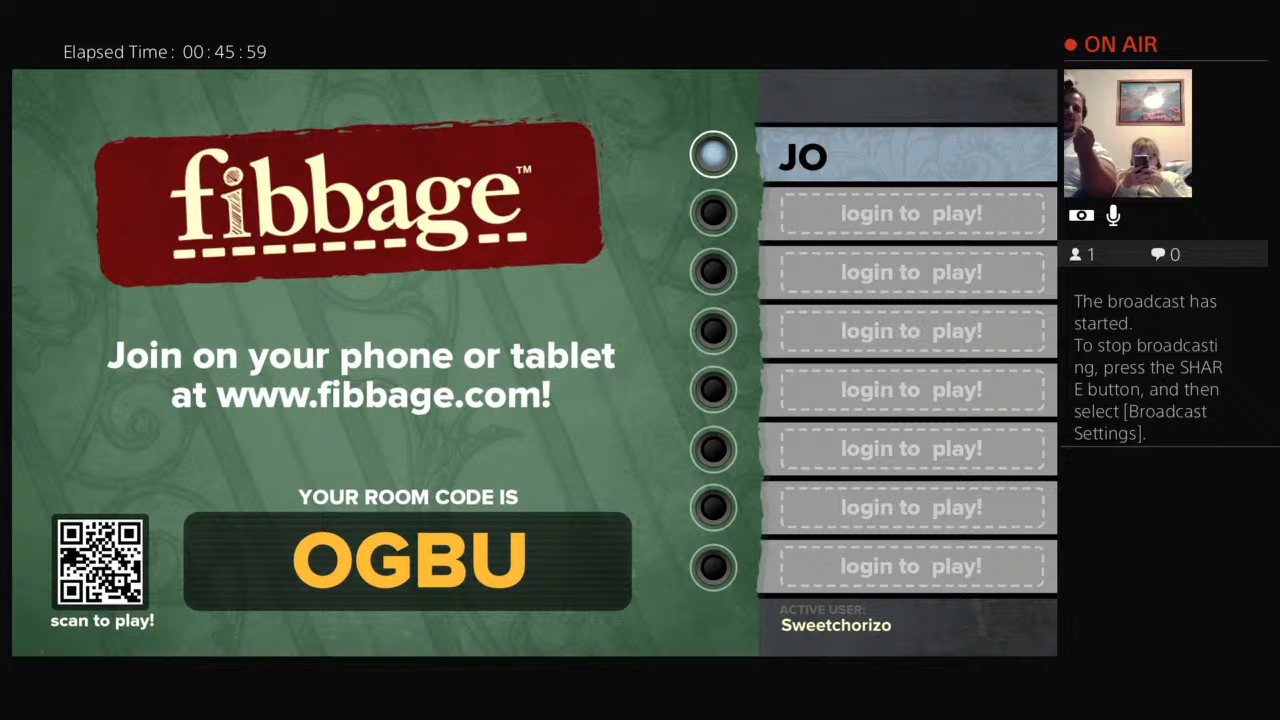 Elapsed Time: 00:45:59
ON AIR
fibbage™
JO
login to play!
login to play!
login to play!
login to play!
login to play!
login to play!
login to play!
Join on your phone or tablet
at www.fibbage.com!
YOUR ROOM CODE IS
OGBU
scan to play!
ACTIVE USER:
Sweetchorizo
1
0
The broadcast has
started.
To stop broadcasti
ng, press the SHAR
E button, and then
select [Broadcast
Settings].